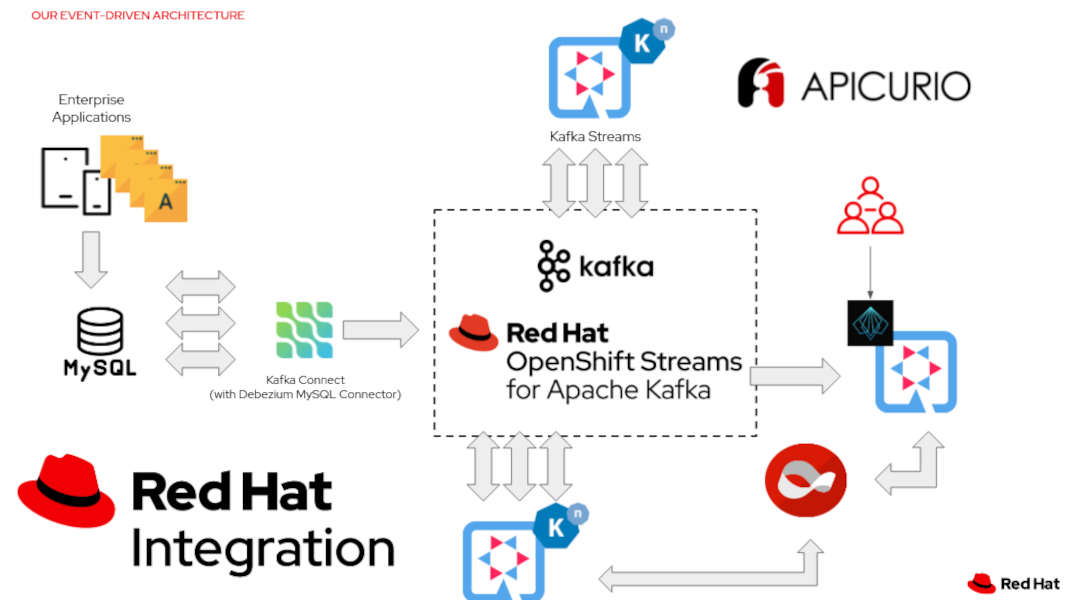 OUR EVENT-DRIVEN ARCHITECTURE
Enterprise
Applications
A
MySQL
Kafka Connect
(with Debezium MySQL Connector)
K n
Kafka Streams
APICURIO
kafka
Red Hat
OpenShift Streams
for Apache Kafka
Red Hat
Integration
K n
Red Hat